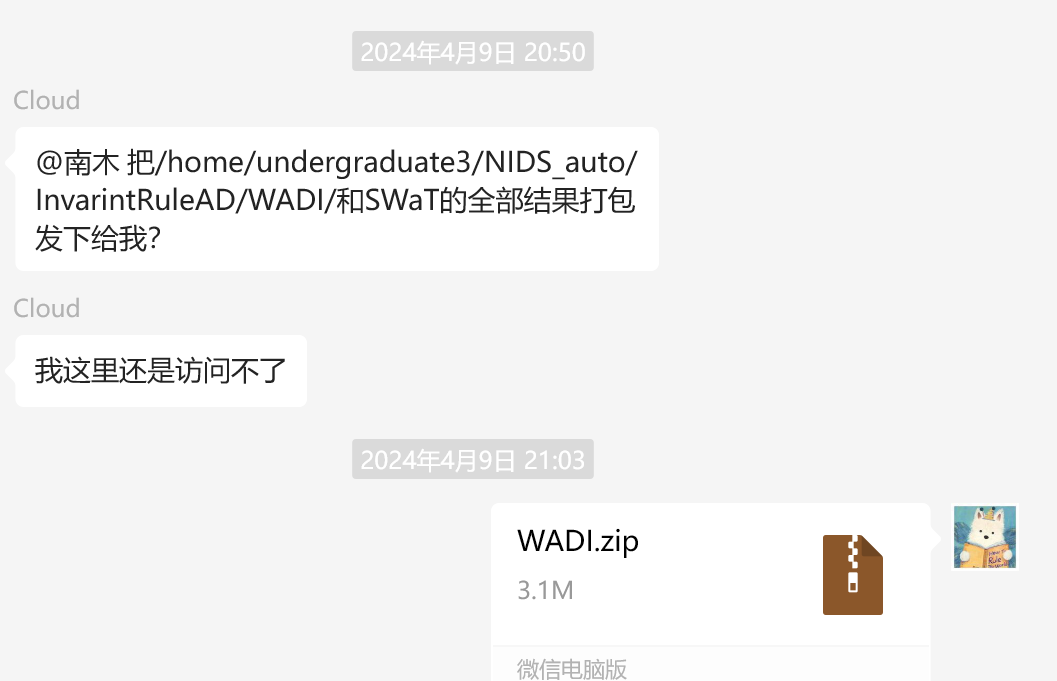 2024年4月9日 20:50
Cloud
@南木 把/home/undergraduate3/NIDS_auto/
InvarintRuleAD/WADI/和SWaT的全部结果打包
发下给我?
Cloud
我这里还是访问不了
2024年4月9日 21:03
WADI.zip
3.1M
微信电脑版